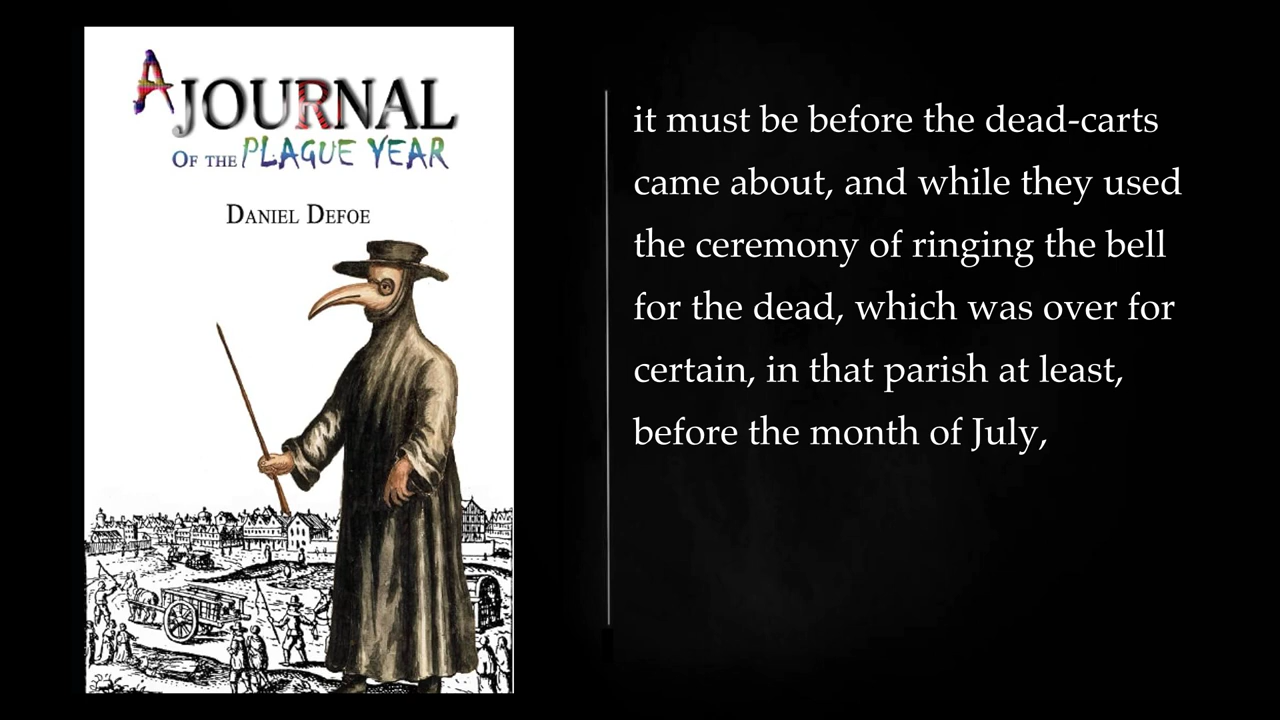 A JOURNAL
OF THE PLAGUE YEAR
DANIEL DEFOE
it must be before the dead-carts
came about, and while they used
the ceremony of ringing the bell
for the dead, which was over for
certain, in that parish at least,
before the month of July,